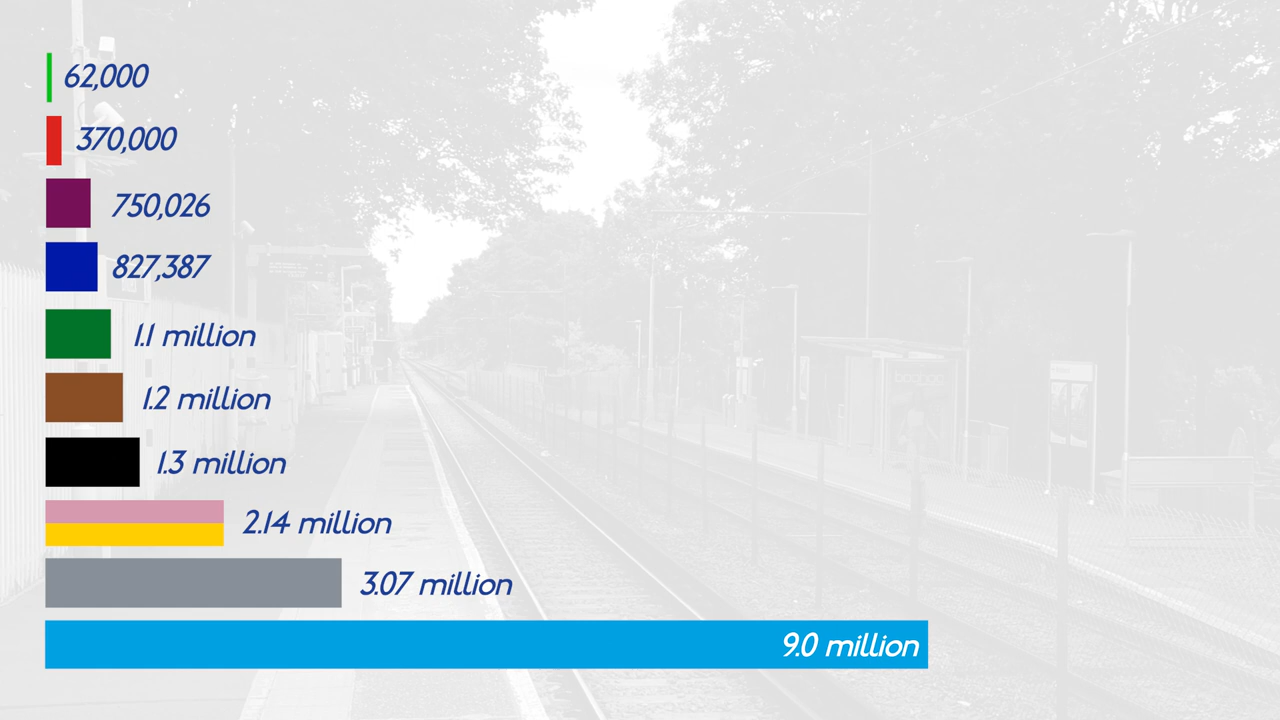 62,000
370,000
750,026
827,387
1.1 million
1.2 million
1.3 million
2.14 million
3.07 million
9.0 million